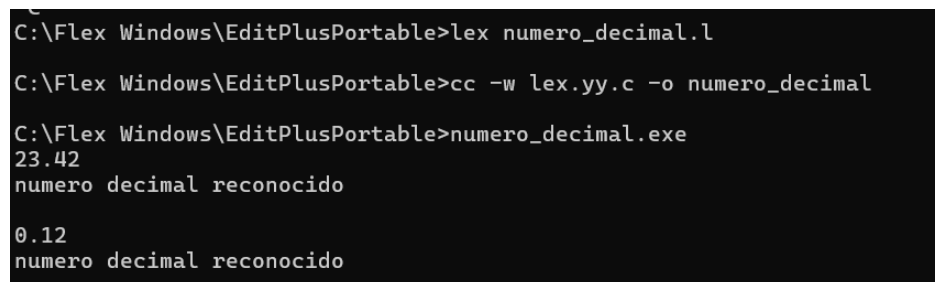 C:\Flex Windows\EditPlusPortable>lex numero_decimal.l
C:\Flex Windows\EditPlusPortable>cc -w lex.yy.c -o numero_decimal
C:\Flex Windows\EditPlusPortable>numero_decimal.exe
23.42
numero decimal reconocido
0.12
numero decimal reconocido